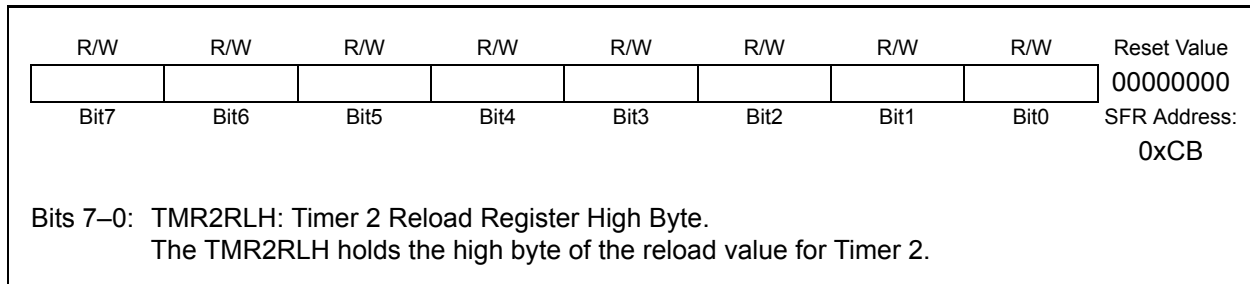 R/W R/W R/W R/W R/W R/W R/W R/W Reset Value
00000000
Bit7 Bit6 Bit5 Bit4 Bit3 Bit2 Bit1 Bit0 SFR Address:
0xCB
Bits 7–0: TMR2RLH: Timer 2 Reload Register High Byte.
The TMR2RLH holds the high byte of the reload value for Timer 2.